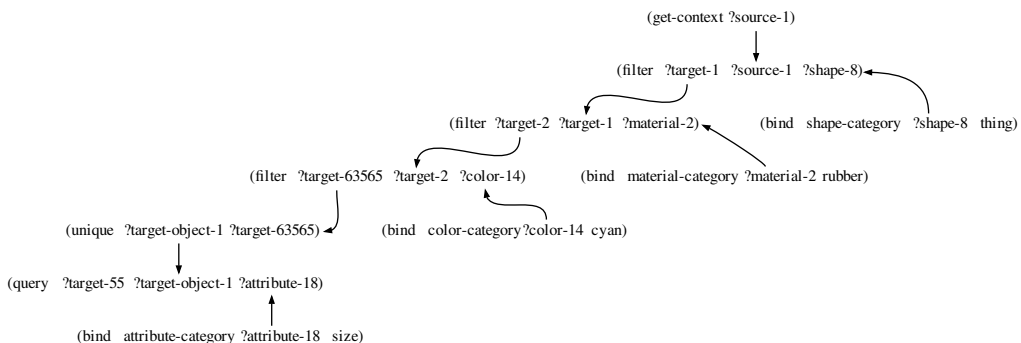 (get-context ?source-1)
(filter ?target-1 ?source-1 ?shape-8)
(filter ?target-2 ?target-1 ?material-2)
(bind shape-category ?shape-8 thing)
(filter ?target-63565 ?target-2 ?color-14)
(bind material-category ?material-2 rubber)
(unique ?target-object-1 ?target-63565)
(bind color-category ?color-14 cyan)
(query ?target-55 ?target-object-1 ?attribute-18)
(bind attribute-category ?attribute-18 size)